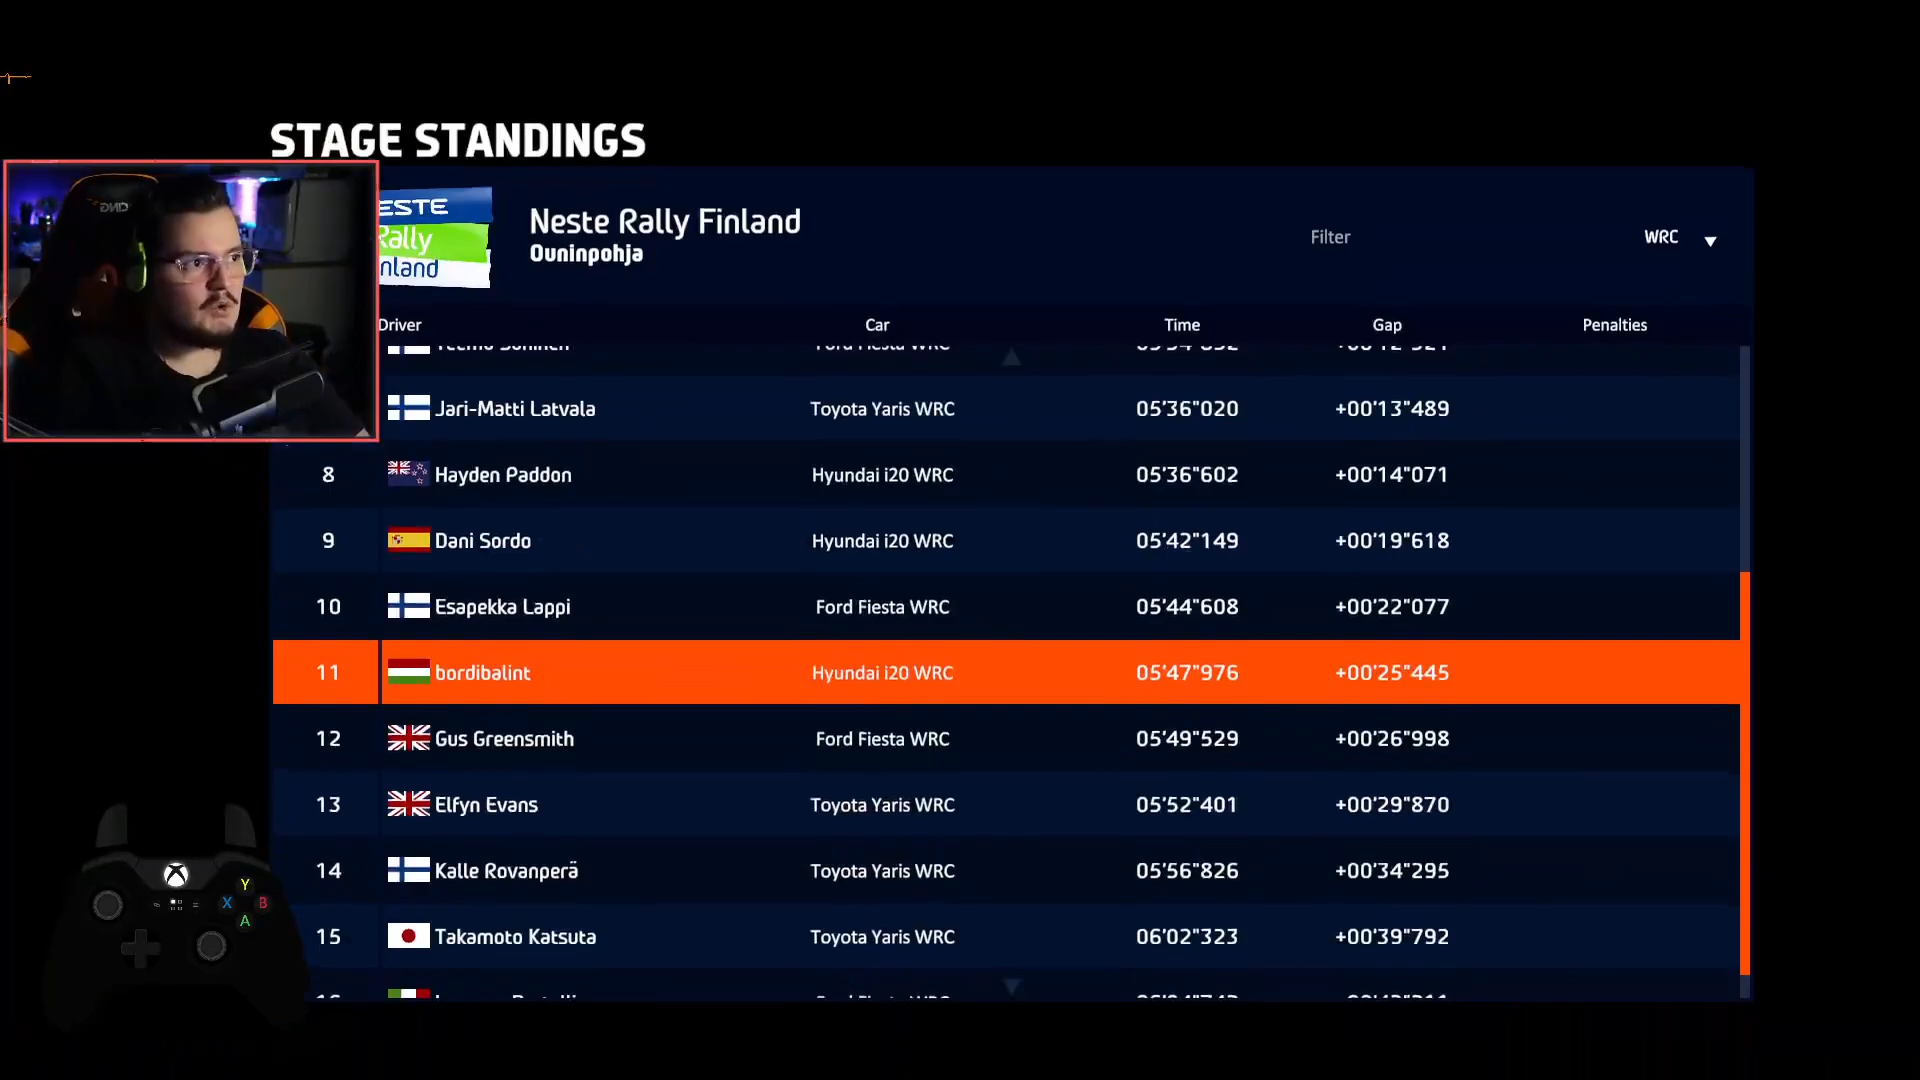 STAGE STANDINGS
ESTE
Rally
nland
Neste Rally Finland
Ouninpohja
Filter WRC
Driver Car Time Gap Penalties
Jari-Matti Latvala Toyota Yaris WRC 05'36"020 +00'13"489
8 Hayden Paddon Hyundai i20 WRC 05'36"602 +00'14"071
9 Dani Sordo Hyundai i20 WRC 05'42"149 +00'19"618
10 Esapekka Lappi Ford Fiesta WRC 05'44"608 +00'22"077
11 bordibalint Hyundai i20 WRC 05'47"976 +00'25"445
12 Gus Greensmith Ford Fiesta WRC 05'49"529 +00'26"998
13 Elfyn Evans Toyota Yaris WRC 05'52"401 +00'29"870
14 Kalle Rovanperä Toyota Yaris WRC 05'56"826 +00'34"295
15 Takamoto Katsuta Toyota Yaris WRC 06'02"323 +00'39"792
Y
X B
A